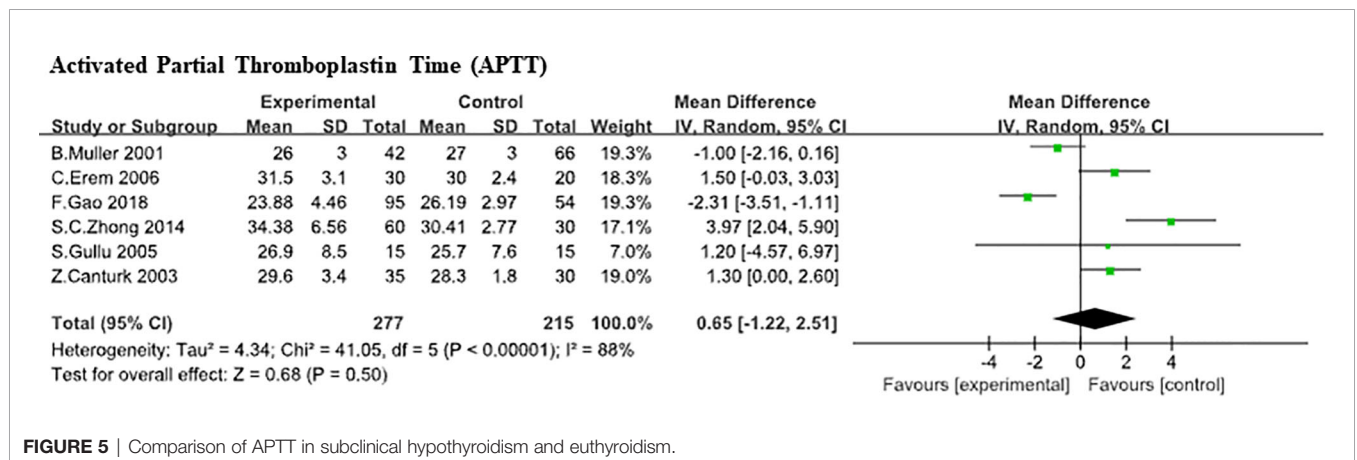 Activated Partial Thromboplastin Time (APTT)
Experimental Control Mean Difference Mean Difference
Study or Subgroup Mean SD Total Mean SD Total Weight IV, Random, 95% CI IV, Random, 95% CI
B.Muller 2001 26 3 42 27 3 66 19.3% -1.00 [-2.16, 0.16]
C.Erem 2006 31.5 3.1 30 30 2.4 20 18.3% 1.50 [-0.03, 3.03]
F.Gao 2018 23.88 4.46 95 26.19 2.97 54 19.3% -2.31 [-3.51, -1.11]
S.C.Zhong 2014 34.38 6.56 60 30.41 2.77 30 17.1% 3.97 [2.04, 5.90]
S.Gullu 2005 26.9 8.5 15 25.7 7.6 15 7.0% 1.20 [-4.57, 6.97]
Z.Canturk 2003 29.6 3.4 35 28.3 1.8 30 19.0% 1.30 [0.00, 2.60]
Total (95% CI) 277 215 100.0% 0.65 [-1.22, 2.51]
Heterogeneity: Tau² = 4.34; Chi² = 41.05, df = 5 (P < 0.00001); I² = 88%
Test for overall effect: Z = 0.68 (P = 0.50)
-4 -2 0 2 4
Favours [experimental] Favours [control]
FIGURE 5 | Comparison of APTT in subclinical hypothyroidism and euthyroidism.